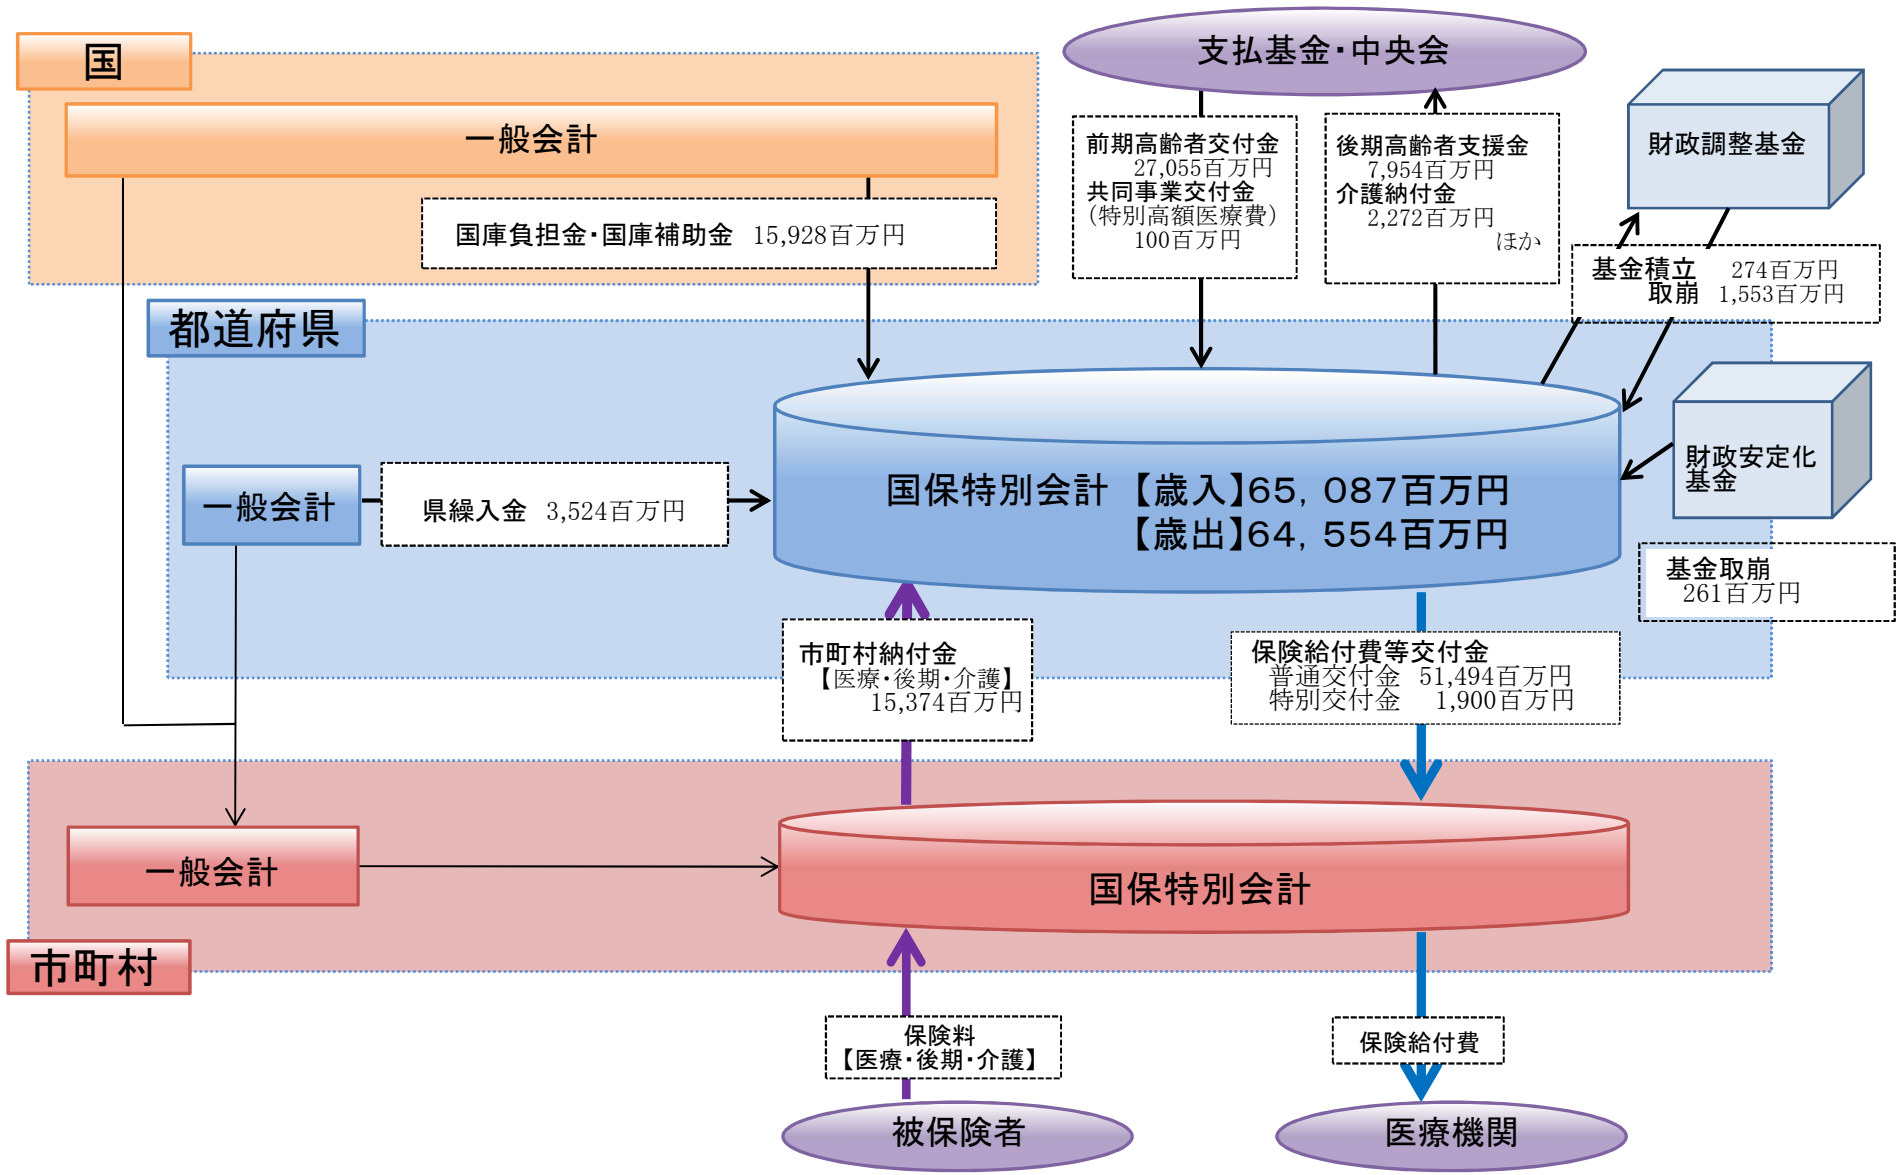 国
一般会計
国庫負担金・国庫補助金 15,928百万円
支払基金・中央会
前期高齢者交付金
27,055百万円
共同事業交付金
（特別高額医療費）
100百万円
後期高齢者支援金
7,954百万円
介護納付金
2,272百万円
ほか
財政調整基金
基金積立 274百万円
取崩 1,553百万円
都道府県
一般会計
県繰入金 3,524百万円
国保特別会計 【歳入】65，087百万円
【歳出】64，554百万円
財政安定化
基金
基金取崩
261百万円
市町村納付金
【医療・後期・介護】
15,374百万円
保険給付費等交付金
普通交付金 51,494百万円
特別交付金 1,900百万円
一般会計
国保特別会計
市町村
保険料
【医療・後期・介護】
保険給付費
被保険者
医療機関